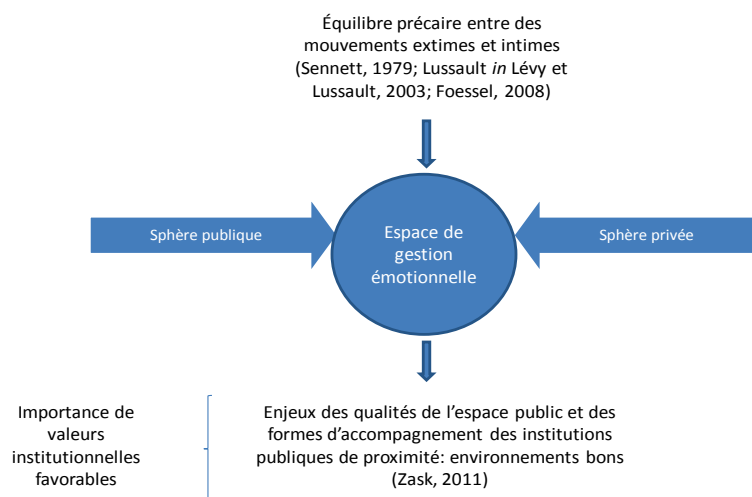 Équilibre précaire entre des
mouvements extimes et intimes
(Sennett, 1979; Lussault in Lévy et
Lussault, 2003; Foessel, 2008)
Sphère publique
Espace de
gestion
émotionnelle
Sphère privée
Importance de
valeurs
institutionnelles
favorables
Enjeux des qualités de l'espace public et des
formes d'accompagnement des institutions
publiques de proximité: environnements bons
(Zask, 2011)